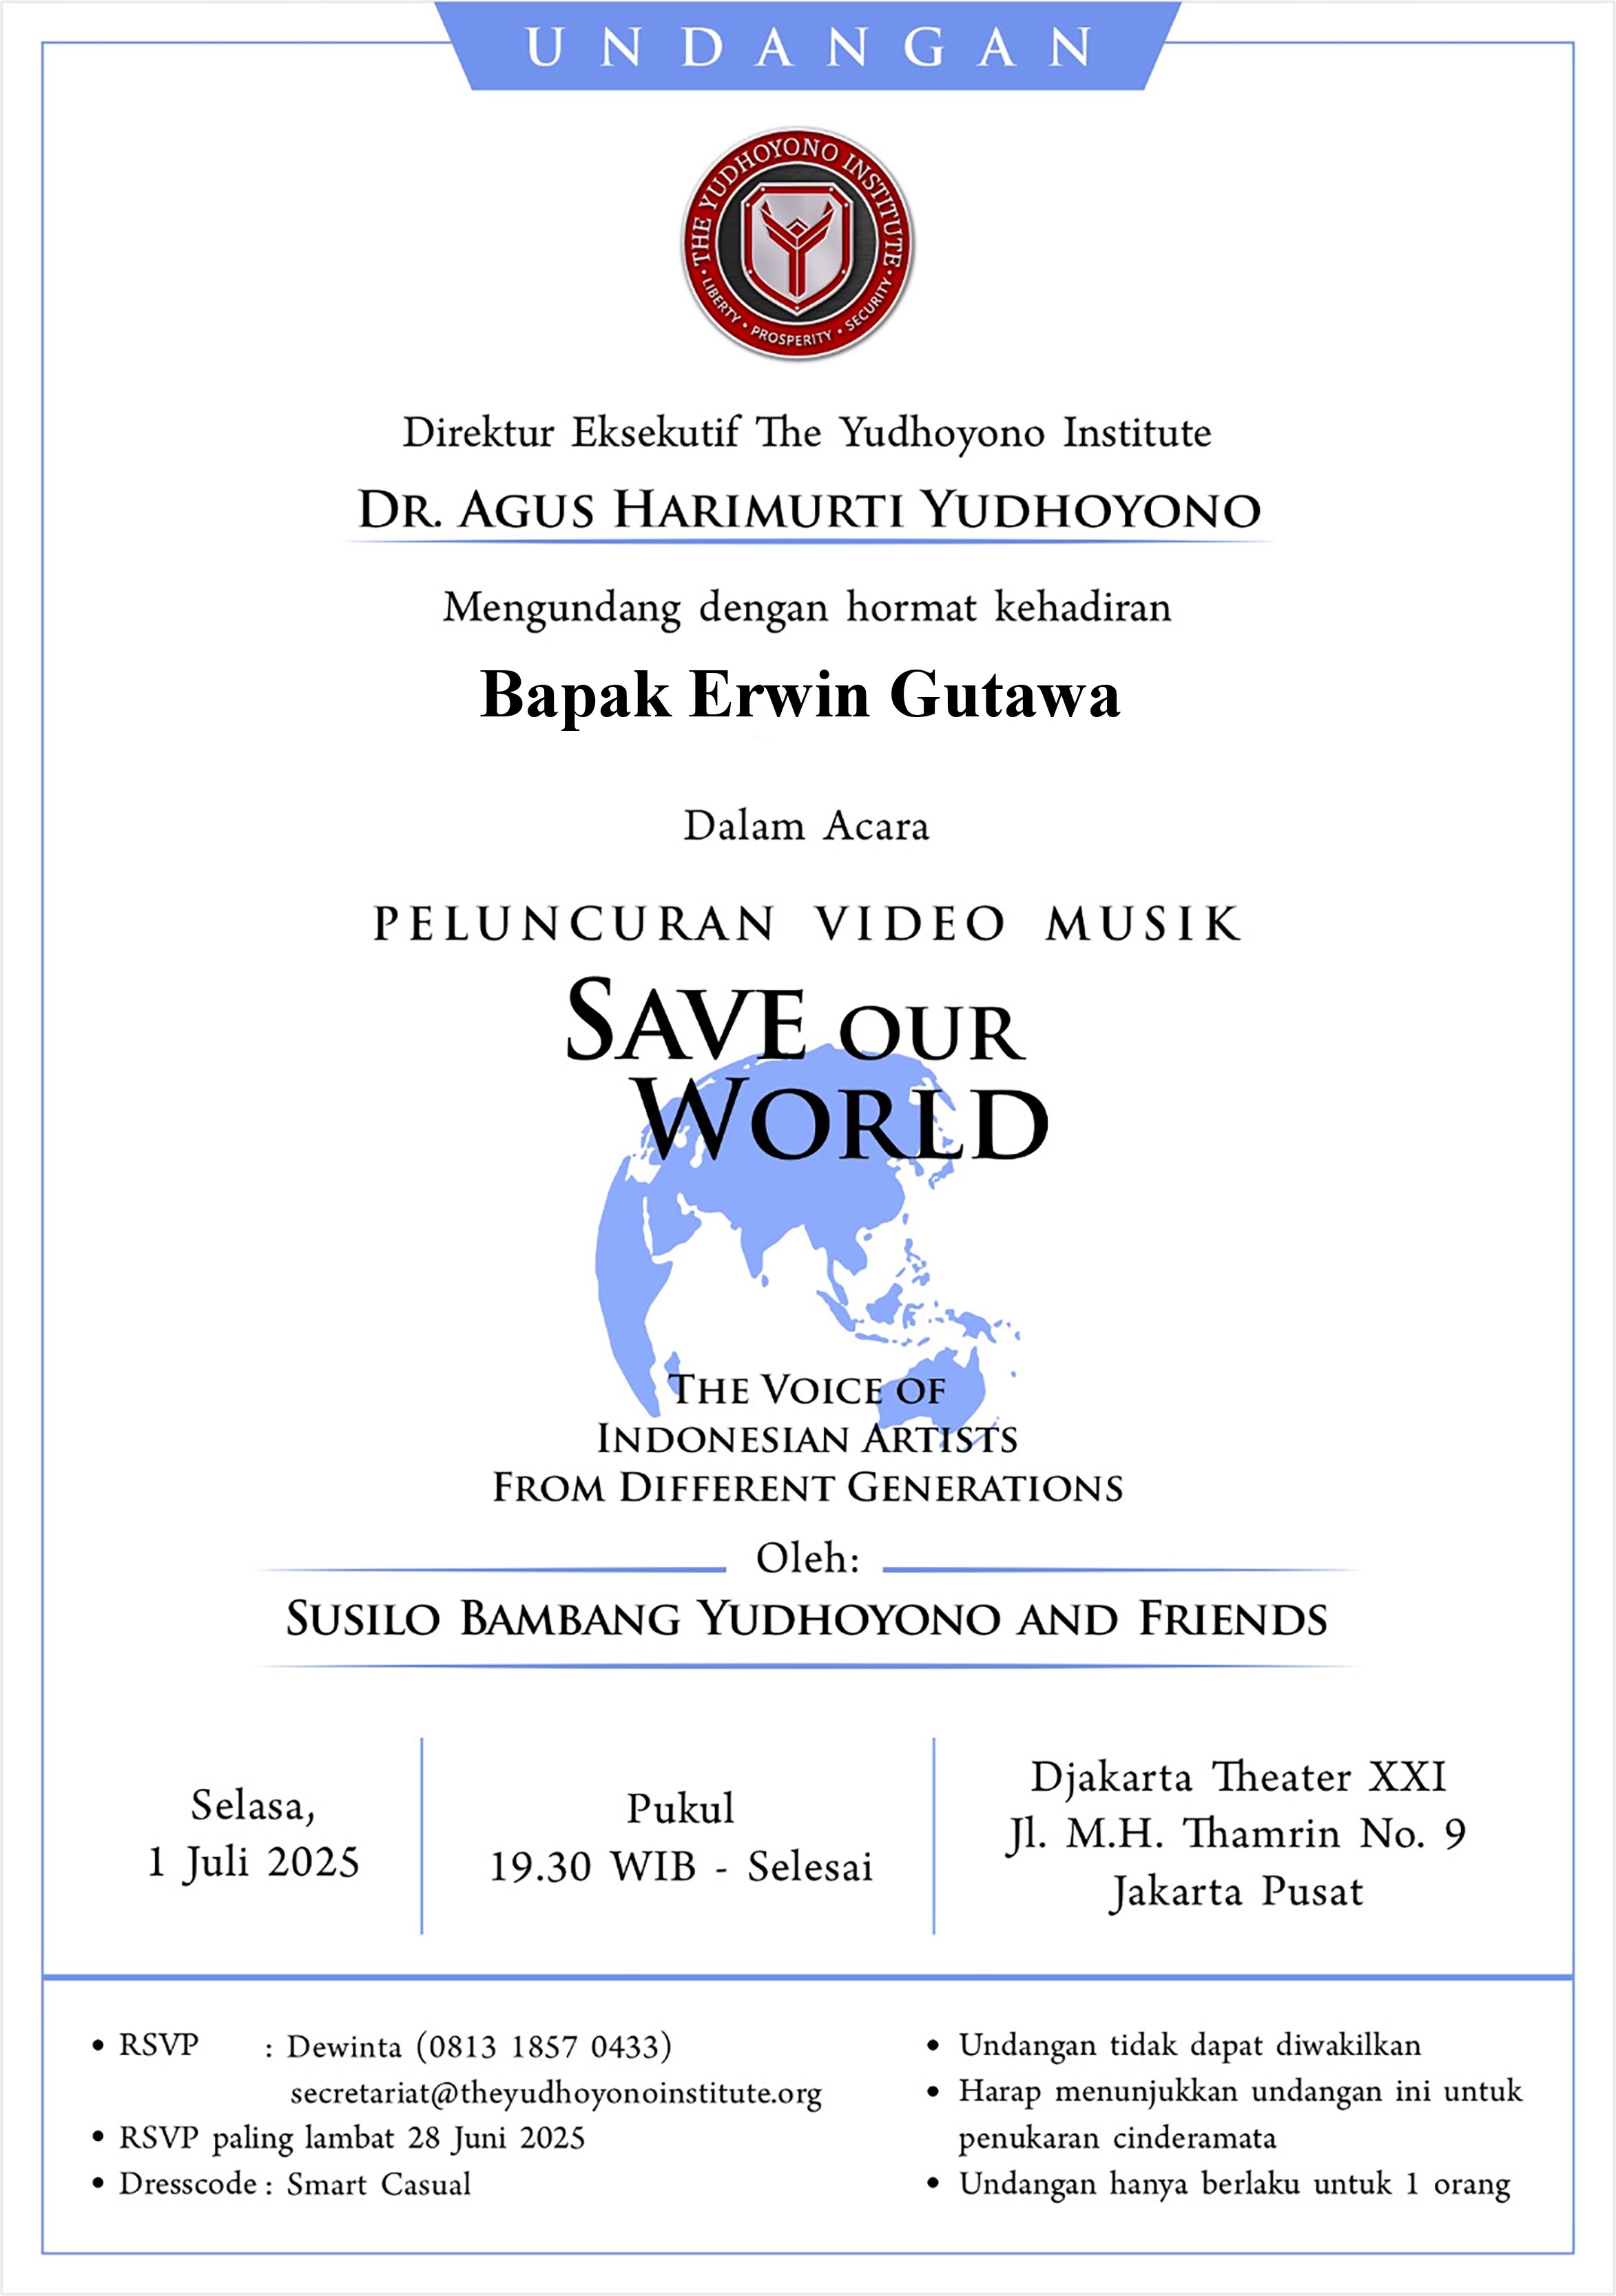 UNDANGAN
THE YUDHOYONO INSTITUTE
LIBERTY • PROSPERITY • SECURITY
Direktur Eksekutif The Yudhoyono Institute
DR. AGUS HARIMURTI YUDHOYONO
Mengundang dengan hormat kehadiran
Bapak Erwin Gutawa
Dalam Acara
PELUNCURAN VIDEO MUSIK
SAVE OUR
WORLD
THE VOICE OF
INDONESIAN ARTISTS
FROM DIFFERENT GENERATIONS
Oleh:
SUSILO BAMBANG YUDHOYONO AND FRIENDS
Selasa,
1 Juli 2025
Pukul
19.30 WIB - Selesai
Djakarta Theater XXI
Jl. M.H. Thamrin No. 9
Jakarta Pusat
• RSVP : Dewinta (0813 1857 0433)
secretariat@theyudhoyonoinstitute.org
• RSVP paling lambat 28 Juni 2025
• Dresscode : Smart Casual
• Undangan tidak dapat diwakilkan
• Harap menunjukkan undangan ini untuk
penukaran cinderamata
• Undangan hanya berlaku untuk 1 orang